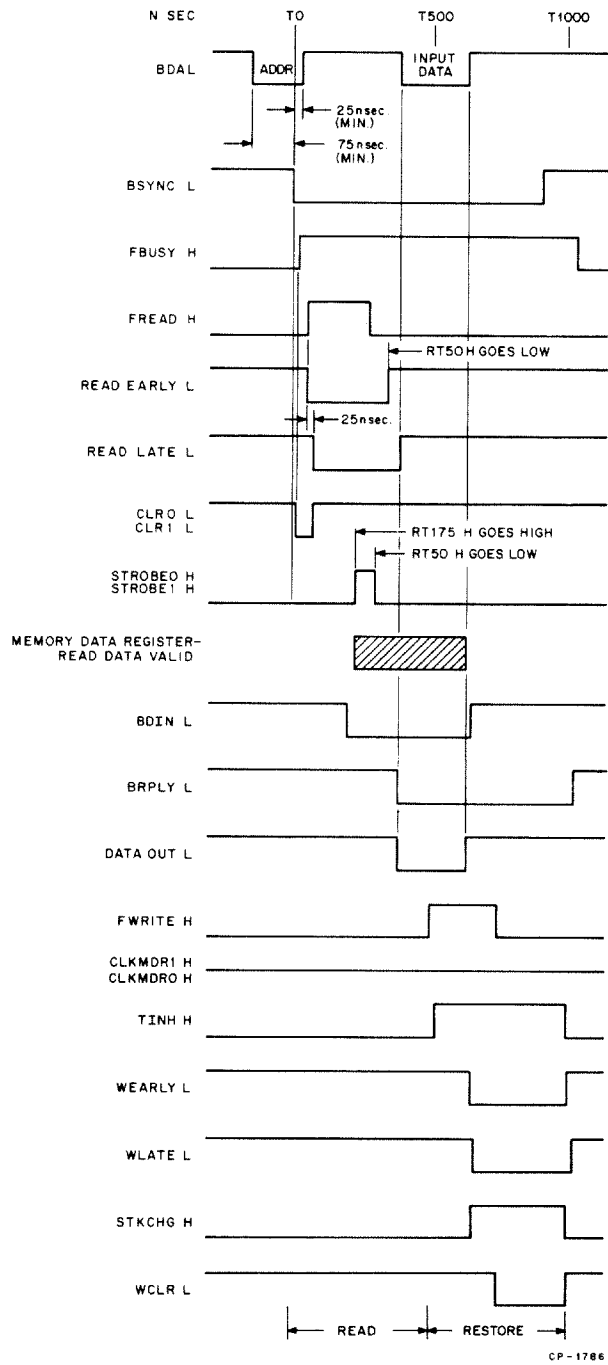 N SEC T0 T500 T1000
BDAL ADDR INPUT
DATA
25nsec.
(MIN.)
75nsec.
(MIN.)
BSYNC L
FBUSY H
FREAD H
RT50H GOES LOW
READ EARLY L
25nsec.
READ LATE L
CLR0 L
CLR1 L
RT175 H GOES HIGH
RT50 H GOES LOW
STROBE0 H
STROBE1 H
MEMORY DATA REGISTER-
READ DATA VALID
BDIN L
BRPLY L
DATA OUT L
FWRITE H
CLKMDR1 H
CLKMDR0 H
TINH H
WEARLY L
WLATE L
STKCHG H
WCLR L
READ RESTORE
CP-1786